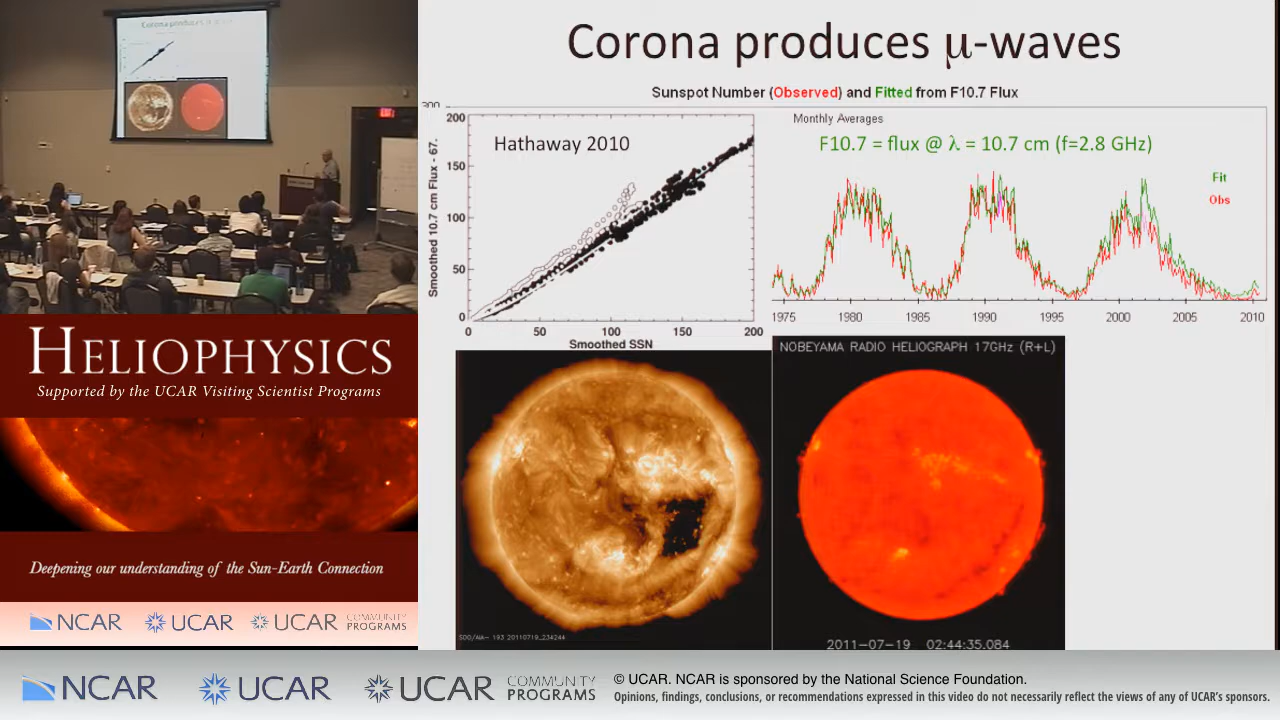 Corona produces μ-waves
Sunspot Number (Observed) and Fitted from F10.7 Flux
300
Monthly Averages
Hathaway 2010
F10.7 = flux @ λ = 10.7 cm (f=2.8 GHz)
Fit
Obs
Smoothed 10.7 cm Flux - 67.
200
150
100
50
0
0 50 100 150 200
Smoothed SSN
1975 1980 1985 1990 1995 2000 2005 2010
NOBEYAMA RADIO HELIOGRAPH 17GHz (R+L)
2011-07-19 02:44:35.084
HELIOPHYSICS
Supported by the UCAR Visiting Scientist Programs
Deepening our understanding of the Sun-Earth Connection
NCAR UCAR UCAR COMMUNITY PROGRAMS
NCAR UCAR UCAR COMMUNITY PROGRAMS
© UCAR. NCAR is sponsored by the National Science Foundation.
Opinions, findings, conclusions, or recommendations expressed in this video do not necessarily reflect the views of any of UCAR's sponsors.